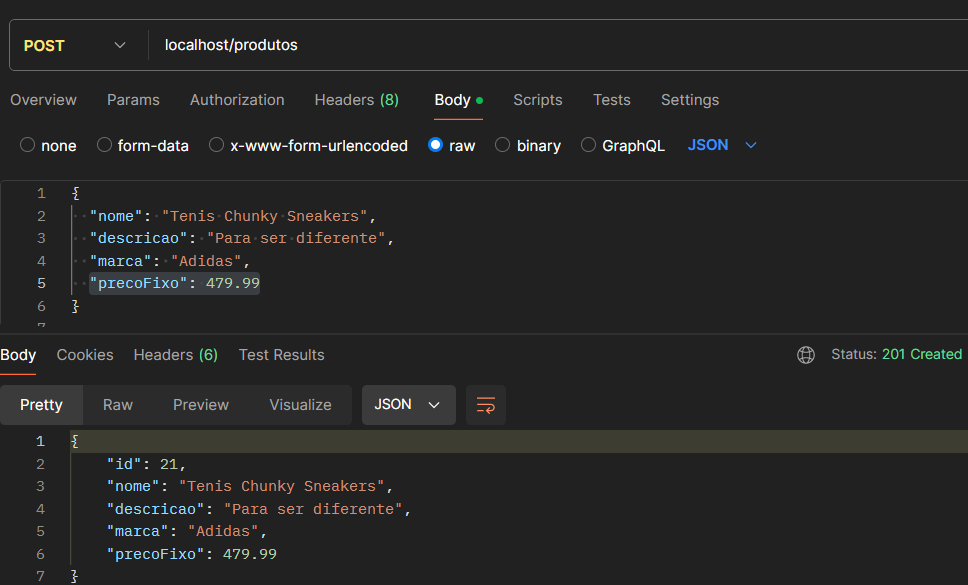 POST localhost/produtos
Overview Params Authorization Headers (8) Body Scripts Tests Settings
none form-data x-www-form-urlencoded raw binary GraphQL JSON
1 {
2 "nome": "Tenis Chunky Sneakers",
3 "descricao": "Para ser diferente",
4 "marca": "Adidas",
5 "precoFixo": 479.99
6 }
7
Body Cookies Headers (6) Test Results Status: 201 Created
Pretty Raw Preview Visualize JSON
1 {
2 "id": 21,
3 "nome": "Tenis Chunky Sneakers",
4 "descricao": "Para ser diferente",
5 "marca": "Adidas",
6 "precoFixo": 479.99
7 }